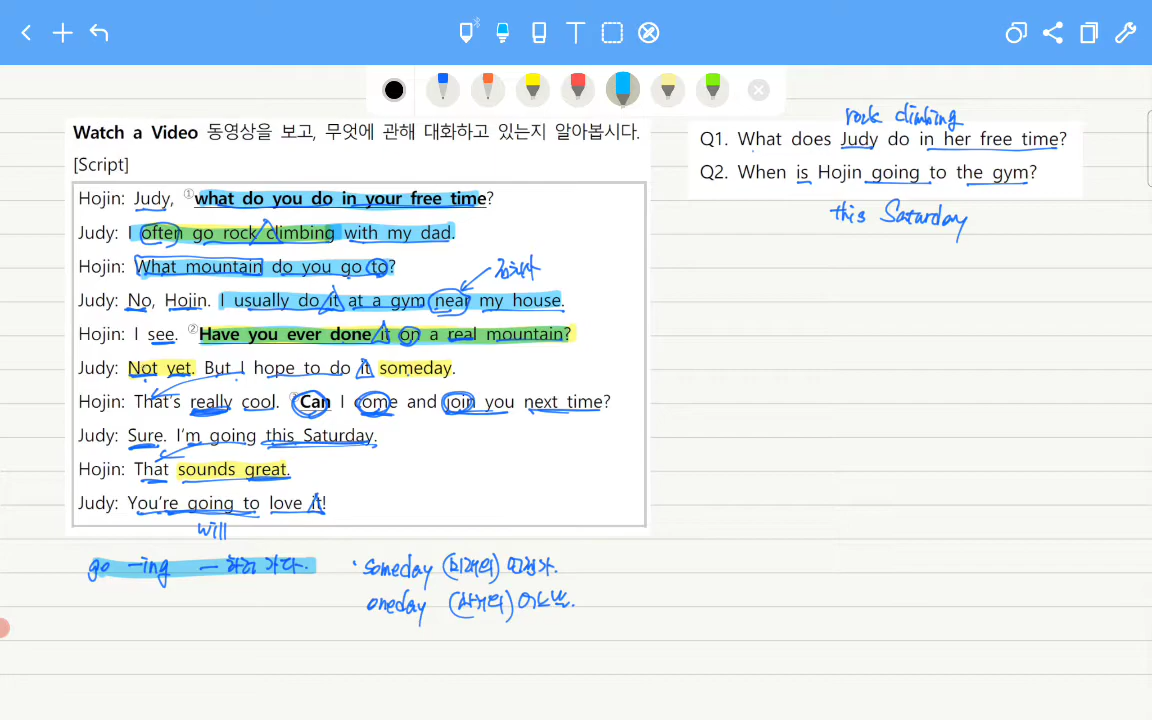 Watch a Video 동영상을 보고, 무엇에 관해 대화하고 있는지 알아봅시다.
[Script]
Hojin: Judy, ①what do you do in your free time?
Judy: I often go rock climbing with my dad.
Hojin: What mountain do you go to?
Judy: No, Hojin. I usually do it at a gym near my house.
Hojin: I see. ②Have you ever done it on a real mountain?
Judy: Not yet. But I hope to do it someday.
Hojin: That's really cool. Can I come and join you next time?
Judy: Sure. I'm going this Saturday.
Hojin: That sounds great.
Judy: You're going to love it!
will
go -ing - 하러 가다.
someday (미래의) 언젠가.
oneday (과거의) 어느날.
rock climbing
Q1. What does Judy do in her free time?
Q2. When is Hojin going to the gym?
this Saturday